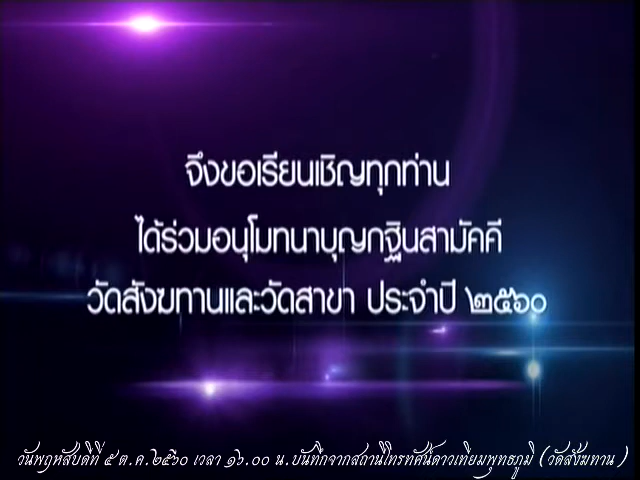 จึงขอเรียนเชิญทุกท่าน
ได้ร่วมอนุโมทนาบุญกฐินสามัคคี
วัดสังฆทานและวัดสาขา ประจำปี ๒๕๖๐
วันพฤหัสบดีที่ ๕ ต.ค.๒๕๖๐ เวลา ๑๖.๐๐ น.บันทึกจากสถานีโทรทัศน์ดาวเทียมพุทธภูมิ (วัดสังฆทาน)